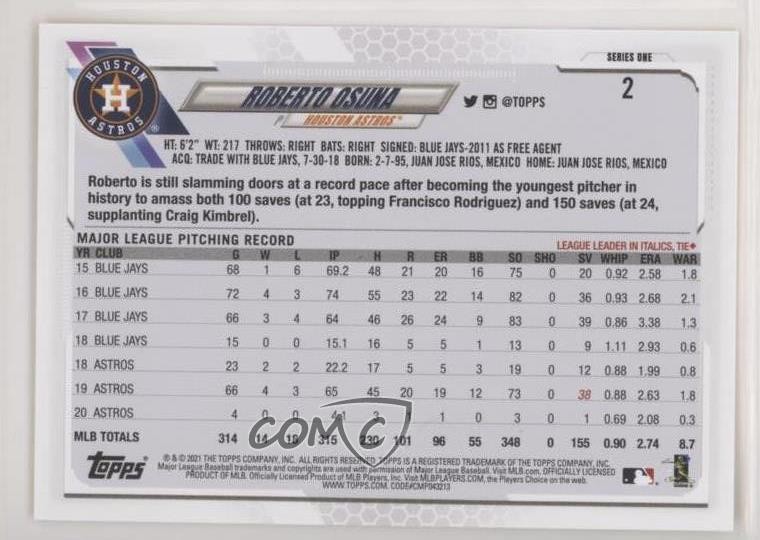 SERIES ONE
2
HOUSTON
H
ASTROS
®
ROBERTO OSUNA
HOUSTON ASTROS®
P
@TOPPS
HT: 6'2" WT: 217 THROWS: RIGHT BATS: RIGHT SIGNED: BLUE JAYS-2011 AS FREE AGENT
ACQ: TRADE WITH BLUE JAYS, 7-30-18 BORN: 2-7-95, JUAN JOSE RIOS, MEXICO HOME: JUAN JOSE RIOS, MEXICO
Roberto is still slamming doors at a record pace after becoming the youngest pitcher in
history to amass both 100 saves (at 23, topping Francisco Rodriguez) and 150 saves (at 24,
supplanting Craig Kimbrel).
MAJOR LEAGUE PITCHING RECORD LEAGUE LEADER IN ITALICS, TIE♦
YR CLUB G W L IP H R ER BB SO SHO SV WHIP ERA WAR
15 BLUE JAYS 68 1 6 69.2 48 21 20 16 75 0 20 0.92 2.58 1.8
16 BLUE JAYS 72 4 3 74 55 23 22 14 82 0 36 0.93 2.68 2.1
17 BLUE JAYS 66 3 4 64 46 26 24 9 83 0 39 0.86 3.38 1.3
18 BLUE JAYS 15 0 0 15.1 16 5 5 1 13 0 9 1.11 2.93 0.6
18 ASTROS 23 2 2 22.2 17 5 5 3 19 0 12 0.88 1.99 0.8
19 ASTROS 66 4 3 65 45 20 19 12 73 0 38 0.88 2.63 1.8
20 ASTROS 4 0 0 4.1 3 1 1 0 3 0 1 0.69 2.08 0.3
MLB TOTALS 314 14 18 315 230 101 96 55 348 0 155 0.90 2.74 8.7
COMC
Topps
® & © 2021 THE TOPPS COMPANY, INC. ALL RIGHTS RESERVED. TOPPS IS A REGISTERED TRADEMARK OF THE TOPPS COMPANY, INC.
Major League Baseball trademarks and copyrights are used with permission of Major League Baseball. Visit MLB.com. OFFICIALLY LICENSED
PRODUCT OF MLB. Officially Licensed Product of MLB Players, Inc. Visit MLBPLAYERS.COM, the Players Choice on the web.
WWW.TOPPS.COM. CODE#CMP043213